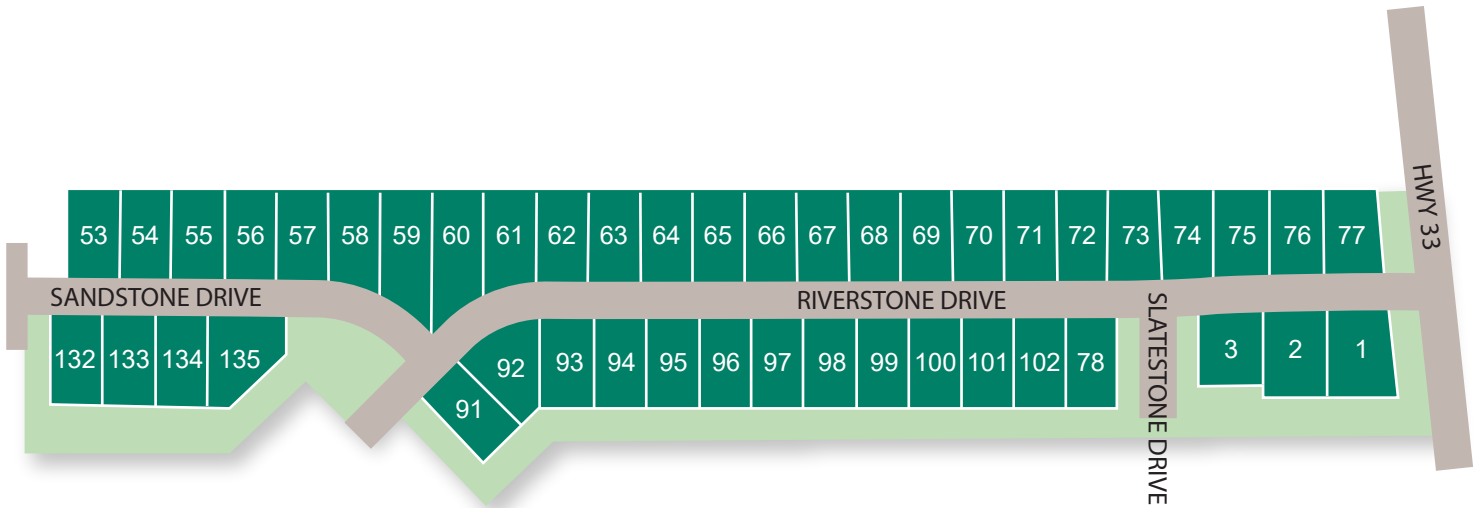 HWY 33
53 54 55 56 57 58 59 60 61 62 63 64 65 66 67 68 69 70 71 72 73 74 75 76 77
SANDSTONE DRIVE
RIVERSTONE DRIVE
SLATESTONE DRIVE
132 133 134 135
91
92 93 94 95 96 97 98 99 100 101 102 78
3 2 1